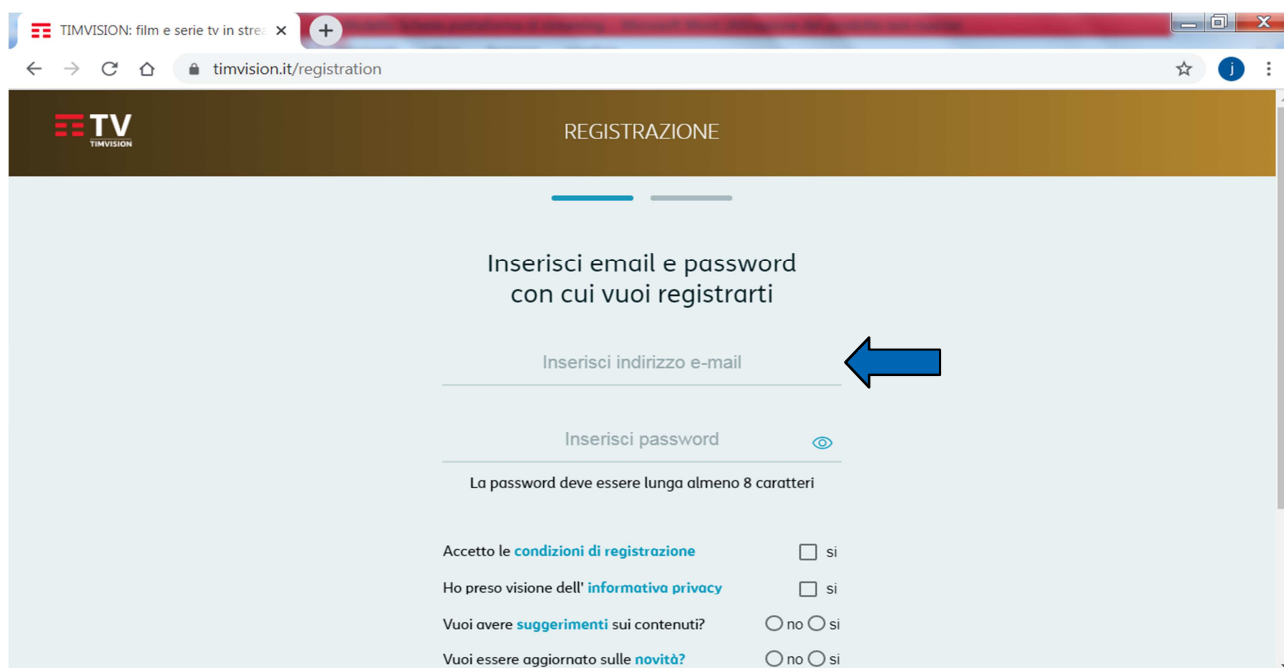 TIMVISION: film e serie tv in strea
timvision.it/registration
j
TV
TIMVISION
REGISTRAZIONE
Inserisci email e password
con cui vuoi registrarti
Inserisci indirizzo e-mail
Inserisci password
La password deve essere lunga almeno 8 caratteri
Accetto le condizioni di registrazione si
Ho preso visione dell' informativa privacy si
Vuoi avere suggerimenti sui contenuti? no si
Vuoi essere aggiornato sulle novità? no si